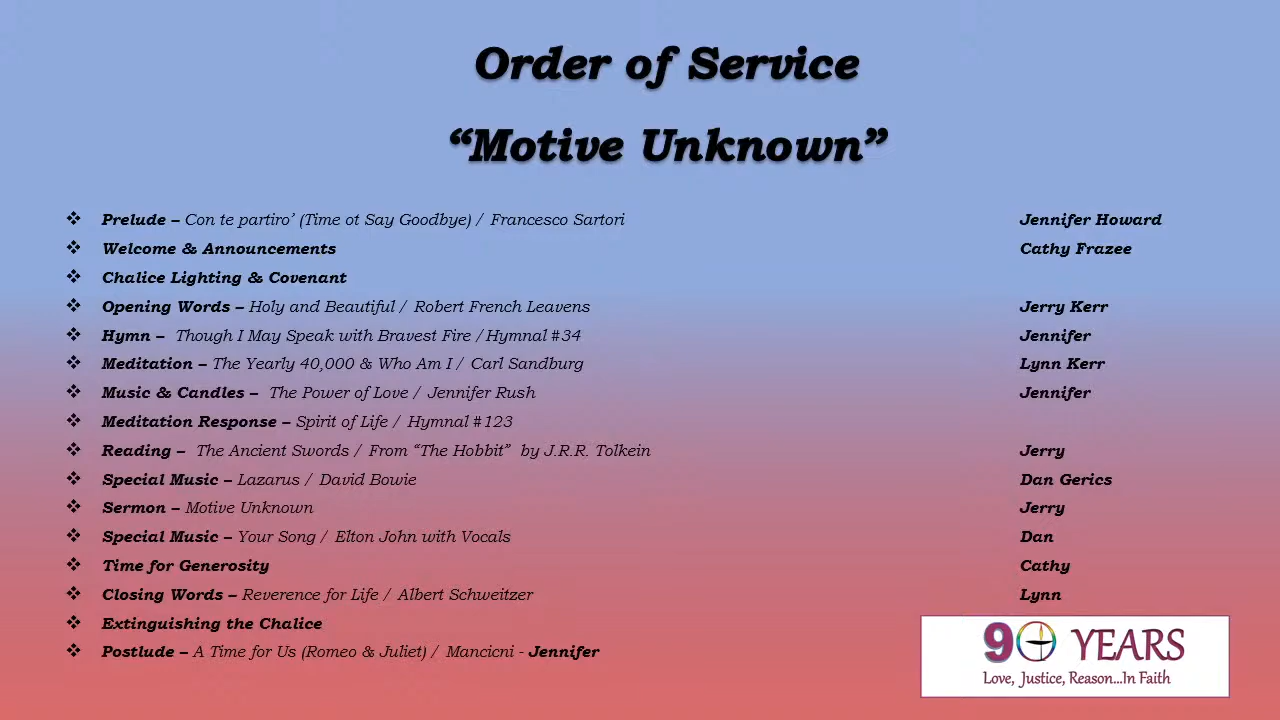 Order of Service
“Motive Unknown”
❖ Prelude – Con te partiro’ (Time ot Say Goodbye) / Francesco Sartori Jennifer Howard
❖ Welcome & Announcements Cathy Frazee
❖ Chalice Lighting & Covenant
❖ Opening Words – Holy and Beautiful / Robert French Leavens Jerry Kerr
❖ Hymn – Though I May Speak with Bravest Fire / Hymnal #34 Jennifer
❖ Meditation – The Yearly 40,000 & Who Am I / Carl Sandburg Lynn Kerr
❖ Music & Candles – The Power of Love / Jennifer Rush Jennifer
❖ Meditation Response – Spirit of Life / Hymnal #123
❖ Reading – The Ancient Swords / From “The Hobbit” by J.R.R. Tolkein Jerry
❖ Special Music – Lazarus / David Bowie Dan Gerics
❖ Sermon – Motive Unknown Jerry
❖ Special Music – Your Song / Elton John with Vocals Dan
❖ Time for Generosity Cathy
❖ Closing Words – Reverence for Life / Albert Schweitzer Lynn
❖ Extinguishing the Chalice
❖ Postlude – A Time for Us (Romeo & Juliet) / Mancicni - Jennifer
90 YEARS
Love, Justice, Reason...In Faith